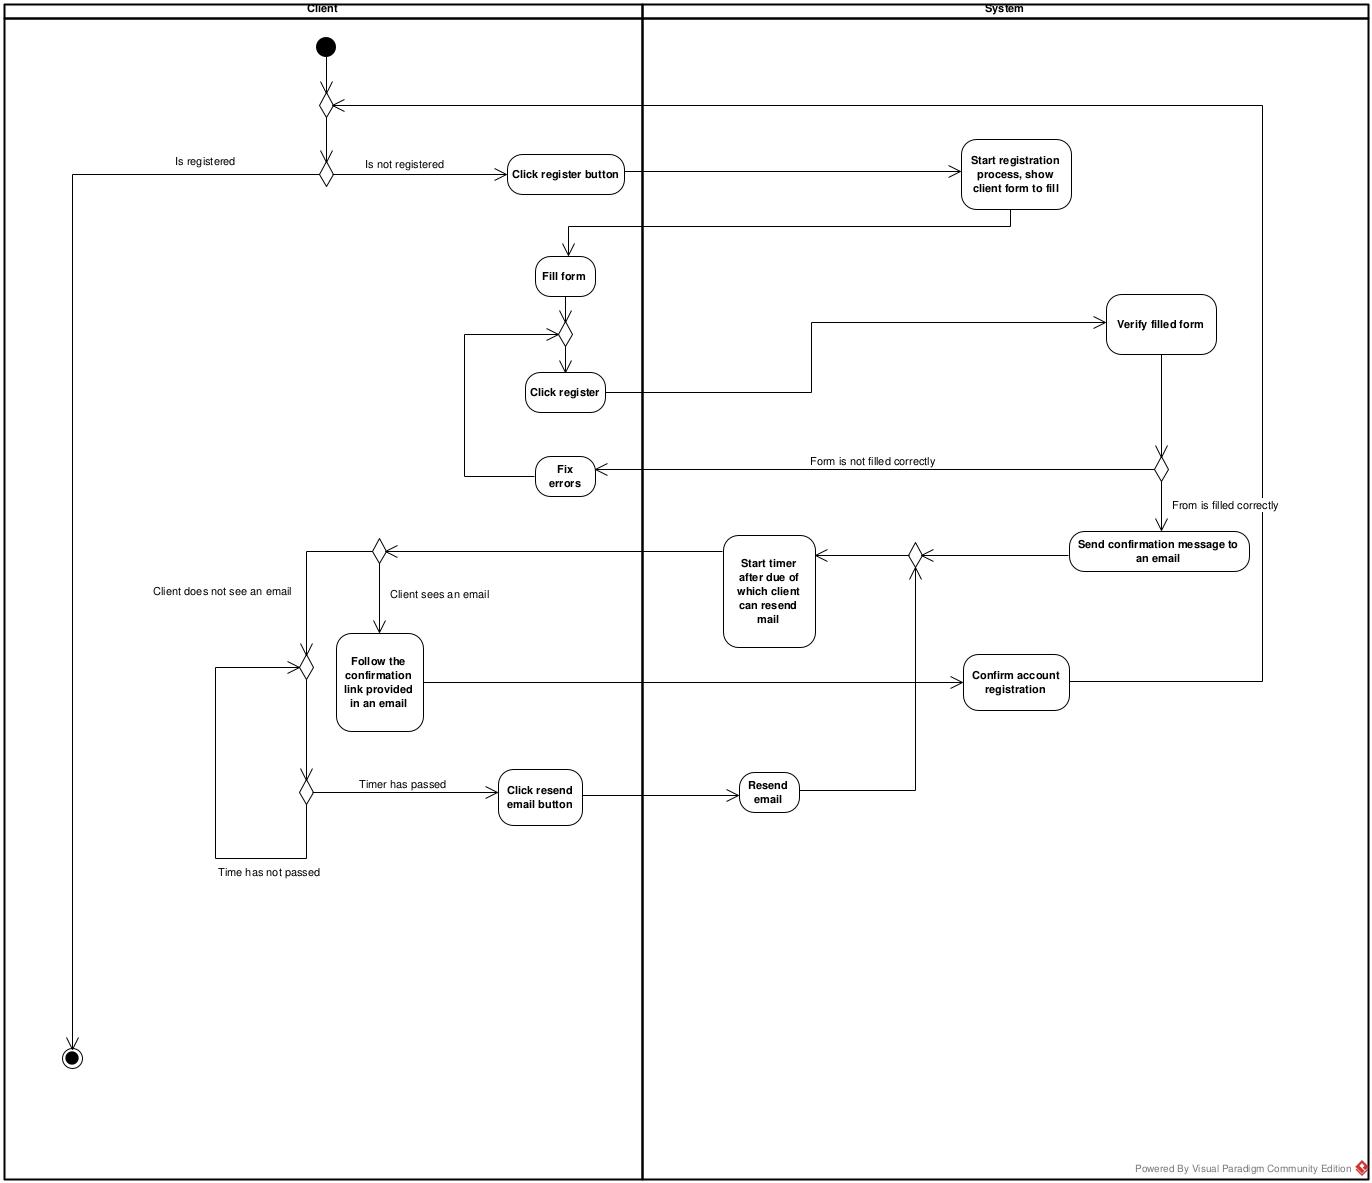 Client
System
Is registered
Is not registered
Click register button
Start registration
process, show
client form to fill
Fill form
Verify filled form
Click register
Form is not filled correctly
Fix
errors
From is filled correctly
Send confirmation message to
an email
Start timer
after due of
which client
can resend
mail
Client does not see an email
Client sees an email
Follow the
confirmation
link provided
in an email
Confirm account
registration
Timer has passed
Click resend
email button
Resend
email
Time has not passed
Powered By Visual Paradigm Community Edition